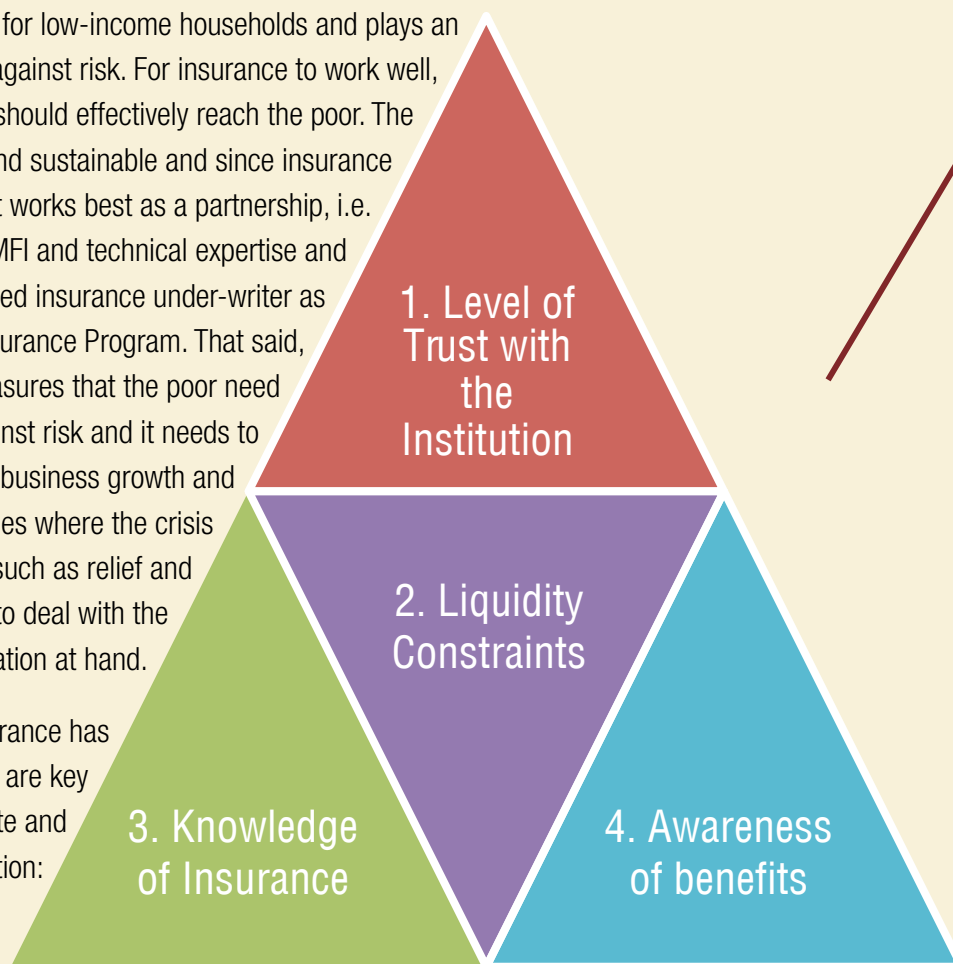 for low-income households and plays an
against risk. For insurance to work well,
should effectively reach the poor. The
nd sustainable and since insurance
t works best as a partnership, i.e.
MFI and technical expertise and
ed insurance under-writer as
urance Program. That said,
asures that the poor need
inst risk and it needs to
business growth and
es where the crisis
such as relief and
to deal with the
ation at hand.
rance has
are key
te and
tion:
1. Level of
Trust with
the
Institution
2. Liquidity
Constraints
3. Knowledge
of Insurance
4. Awareness
of benefits